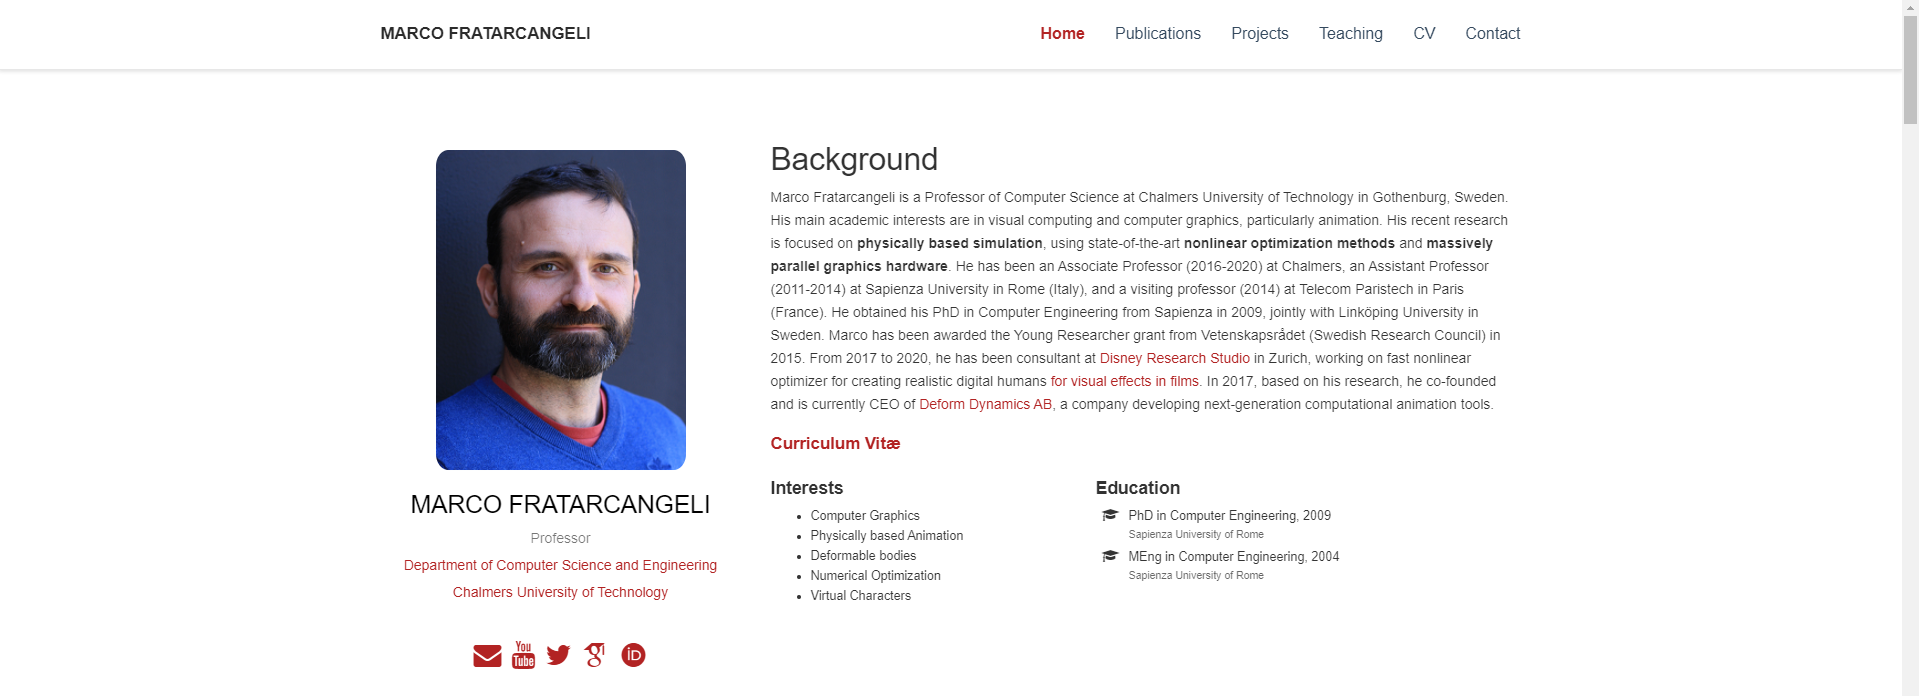 MARCO FRATARCANGELI
Home Publications Projects Teaching CV Contact
Background
Marco Fratarcangeli is a Professor of Computer Science at Chalmers University of Technology in Gothenburg, Sweden.
His main academic interests are in visual computing and computer graphics, particularly animation. His recent research
is focused on physically based simulation, using state-of-the-art nonlinear optimization methods and massively
parallel graphics hardware. He has been an Associate Professor (2016-2020) at Chalmers, an Assistant Professor
(2011-2014) at Sapienza University in Rome (Italy), and a visiting professor (2014) at Telecom Paristech in Paris
(France). He obtained his PhD in Computer Engineering from Sapienza in 2009, jointly with Linköping University in
Sweden. Marco has been awarded the Young Researcher grant from Vetenskapsrådet (Swedish Research Council) in
2015. From 2017 to 2020, he has been consultant at Disney Research Studio in Zurich, working on fast nonlinear
optimizer for creating realistic digital humans for visual effects in films. In 2017, based on his research, he co-founded
and is currently CEO of Deform Dynamics AB, a company developing next-generation computational animation tools.
Curriculum Vitæ
Interests
Computer Graphics
Physically based Animation
Deformable bodies
Numerical Optimization
Virtual Characters
Education
PhD in Computer Engineering, 2009
Sapienza University of Rome
MEng in Computer Engineering, 2004
Sapienza University of Rome
MARCO FRATARCANGELI
Professor
Department of Computer Science and Engineering
Chalmers University of Technology
You
Tube
g
iD